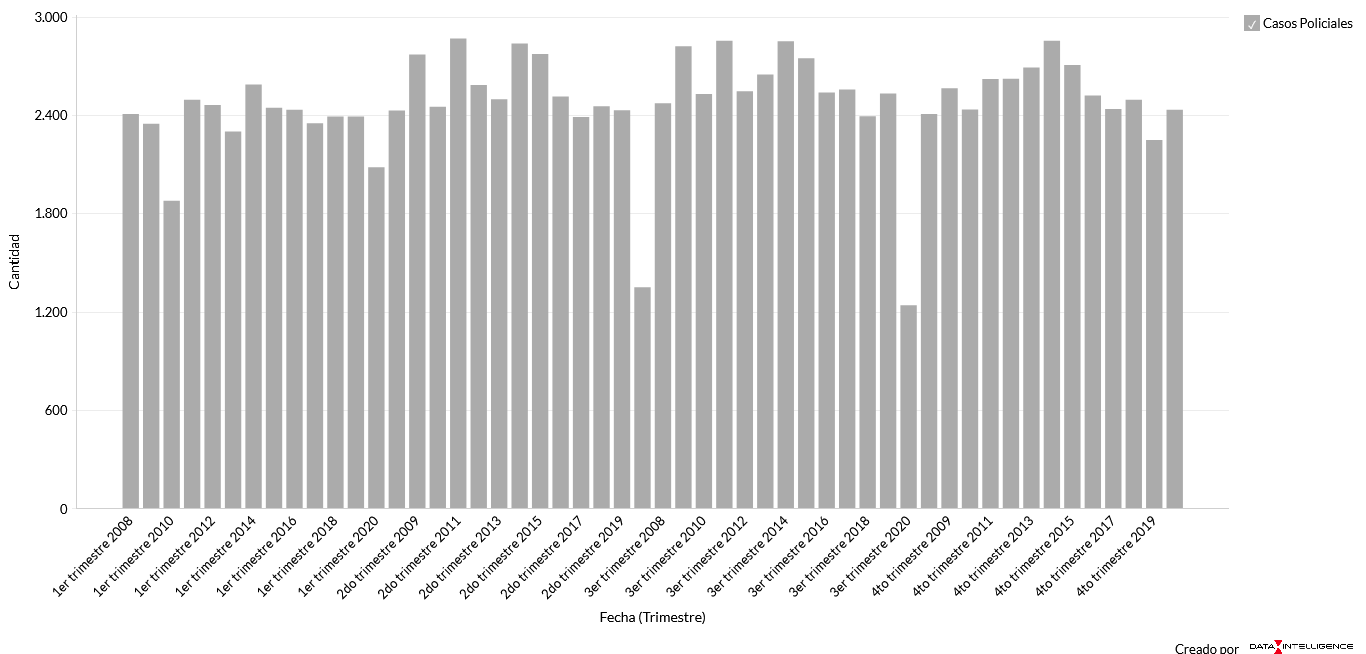 3.000
2.400
1.800
1.200
600
0
Cantidad
Casos Policiales
1er trimestre 2008
1er trimestre 2010
1er trimestre 2012
1er trimestre 2014
1er trimestre 2016
1er trimestre 2018
1er trimestre 2020
2do trimestre 2009
2do trimestre 2011
2do trimestre 2013
2do trimestre 2015
2do trimestre 2017
2do trimestre 2019
3er trimestre 2008
3er trimestre 2010
3er trimestre 2012
3er trimestre 2014
3er trimestre 2016
3er trimestre 2018
3er trimestre 2020
4to trimestre 2009
4to trimestre 2011
4to trimestre 2013
4to trimestre 2015
4to trimestre 2017
4to trimestre 2019
Fecha (Trimestre)
Creado por DATA INTELLIGENCE